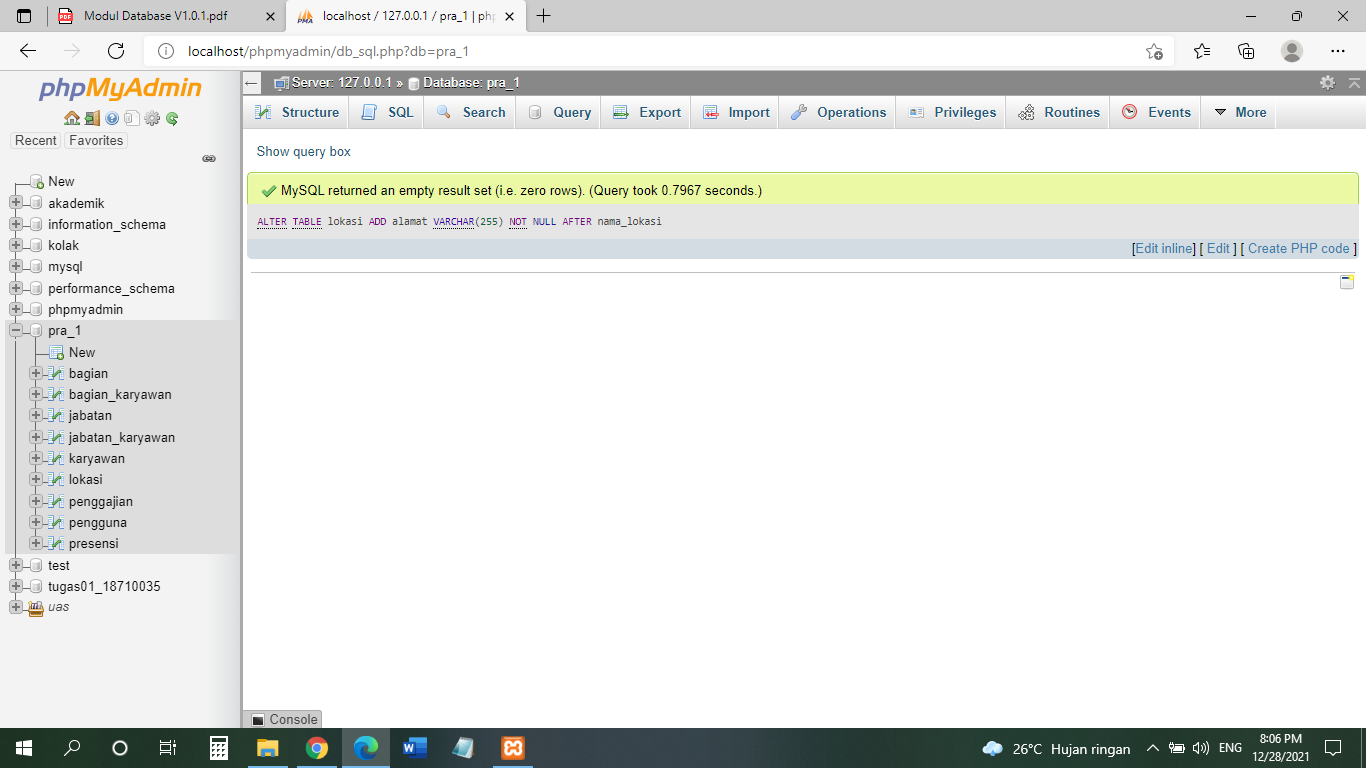 Modul Database V1.0.1.pdf
localhost / 127.0.0.1 / pra_1 | php
localhost/phpmyadmin/db_sql.php?db=pra_1
phpMyAdmin
Recent Favorites
New
akademik
information_schema
kolak
mysql
performance_schema
phpmyadmin
pra_1
New
bagian
bagian_karyawan
jabatan
jabatan_karyawan
karyawan
lokasi
penggajian
pengguna
presensi
test
tugas01_18710035
uas
Server: 127.0.0.1 » Database: pra_1
Structure SQL Search Query Export Import Operations Privileges Routines Events More
Show query box
MySQL returned an empty result set (i.e. zero rows). (Query took 0.7967 seconds.)
ALTER TABLE lokasi ADD alamat VARCHAR(255) NOT NULL AFTER nama_lokasi
[Edit inline] [ Edit ] [ Create PHP code ]
Console
26°C Hujan ringan
ENG
8:06 PM
12/28/2021